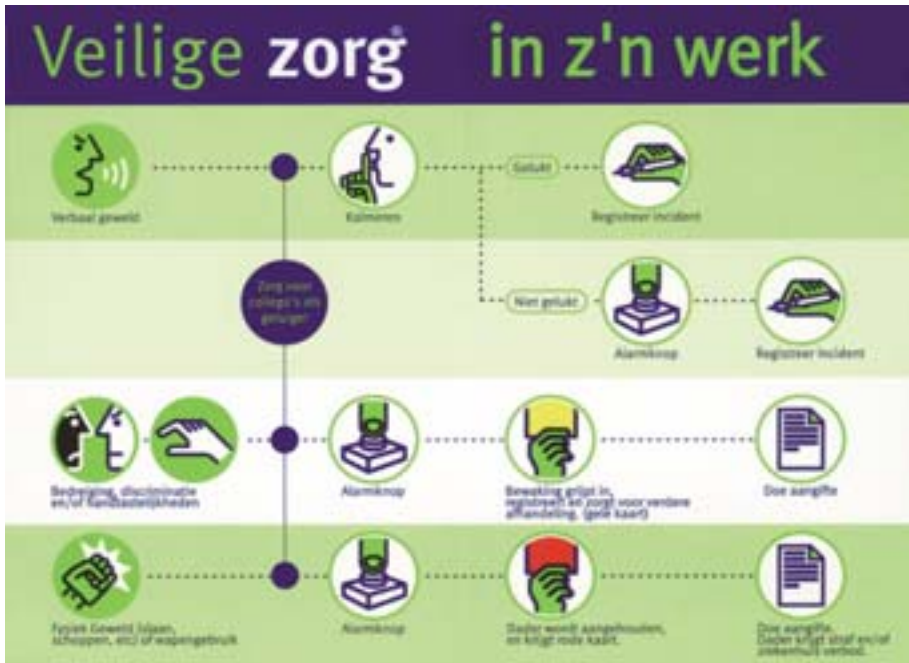 Veilige zorg® in z'n werk
Verbaal geweld
Kalmeren
Gelukt
Registreer incident
Zorg voor
collega's als
getuige!
Niet gelukt
Alarmknop
Registreer incident
Bedreiging, discriminatie
en/of handtastelijkheden
Alarmknop
Bewaking grijpt in,
registreert en zorgt voor verdere
afhandeling. (gele kaart)
Doe aangifte
Fysiek Geweld (slaan,
schoppen, etc) of wapengebruik
Alarmknop
Dader wordt aangehouden,
en krijgt rode kaart.
Doe aangifte.
Dader krijgt straf en/of
ziekenhuis verbod.